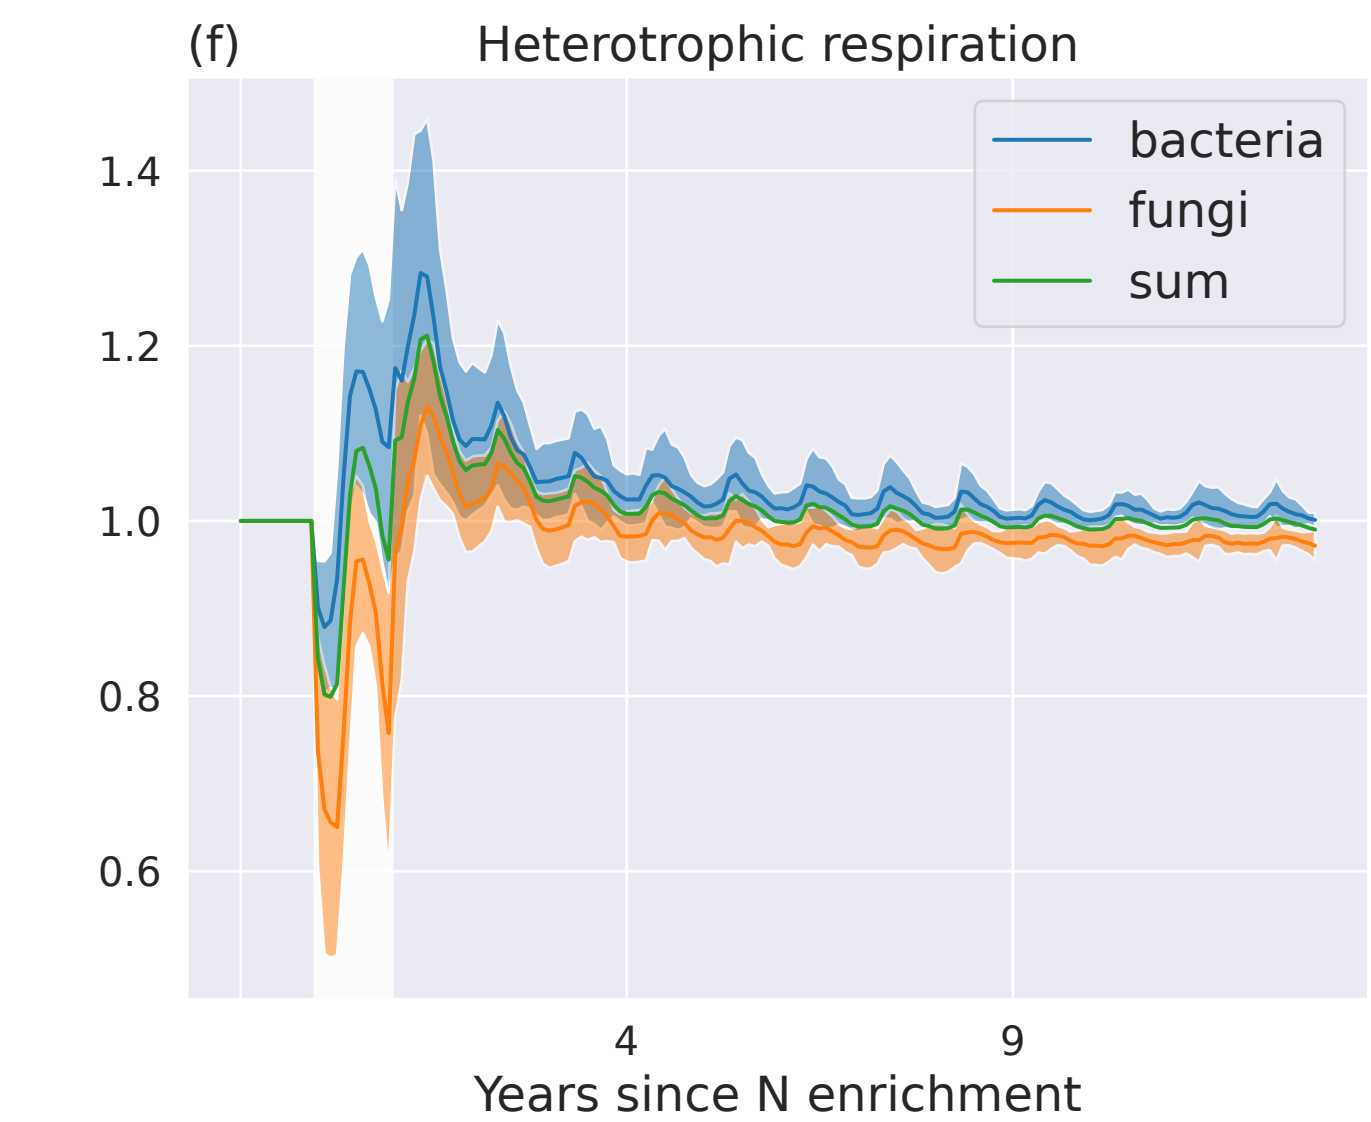 (f)
Heterotrophic respiration
1.4
1.2
1.0
0.8
0.6
bacteria
fungi
sum
4
9
Years since N enrichment